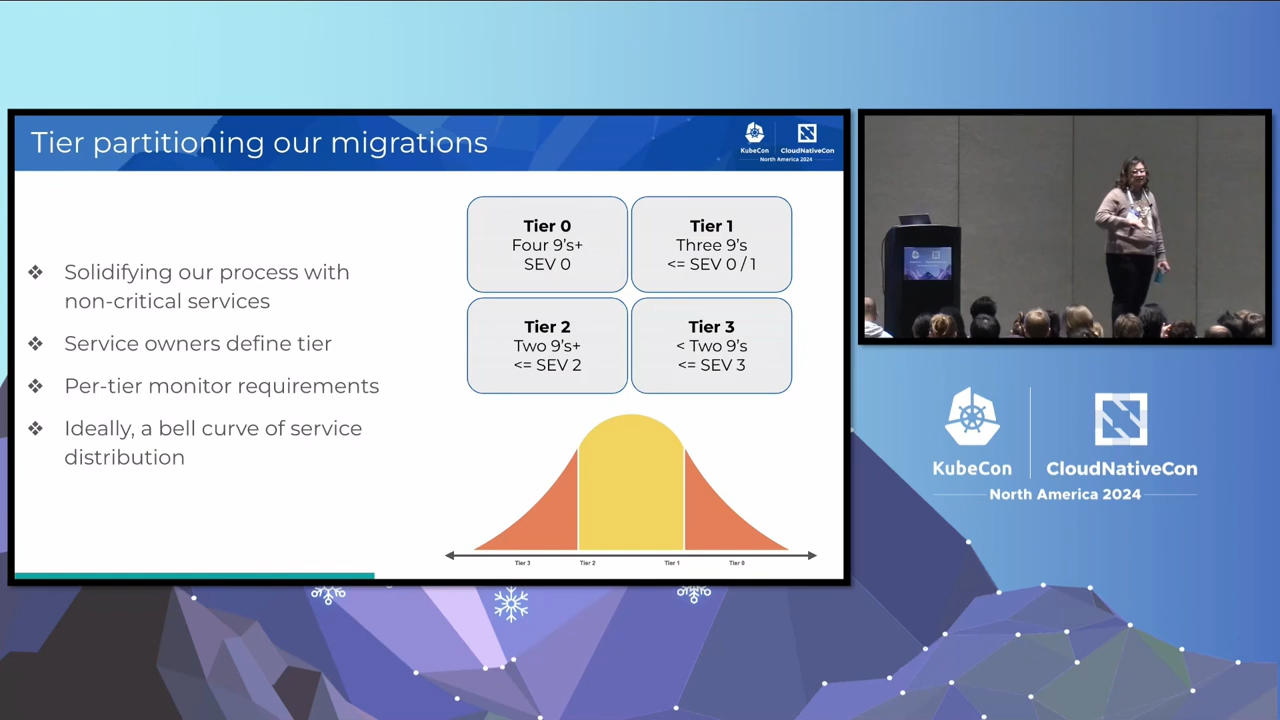 Tier partitioning our migrations
KubeCon
CloudNativeCon
North America 2024
❖ Solidifying our process with
non-critical services
❖ Service owners define tier
❖ Per-tier monitor requirements
❖ Ideally, a bell curve of service
distribution
Tier 0
Four 9's+
SEV 0
Tier 1
Three 9's
<= SEV 0 / 1
Tier 2
Two 9's+
<= SEV 2
Tier 3
< Two 9's
<= SEV 3
Tier 3
Tier 2
Tier 1
Tier 0
KubeCon
CloudNativeCon
North America 2024